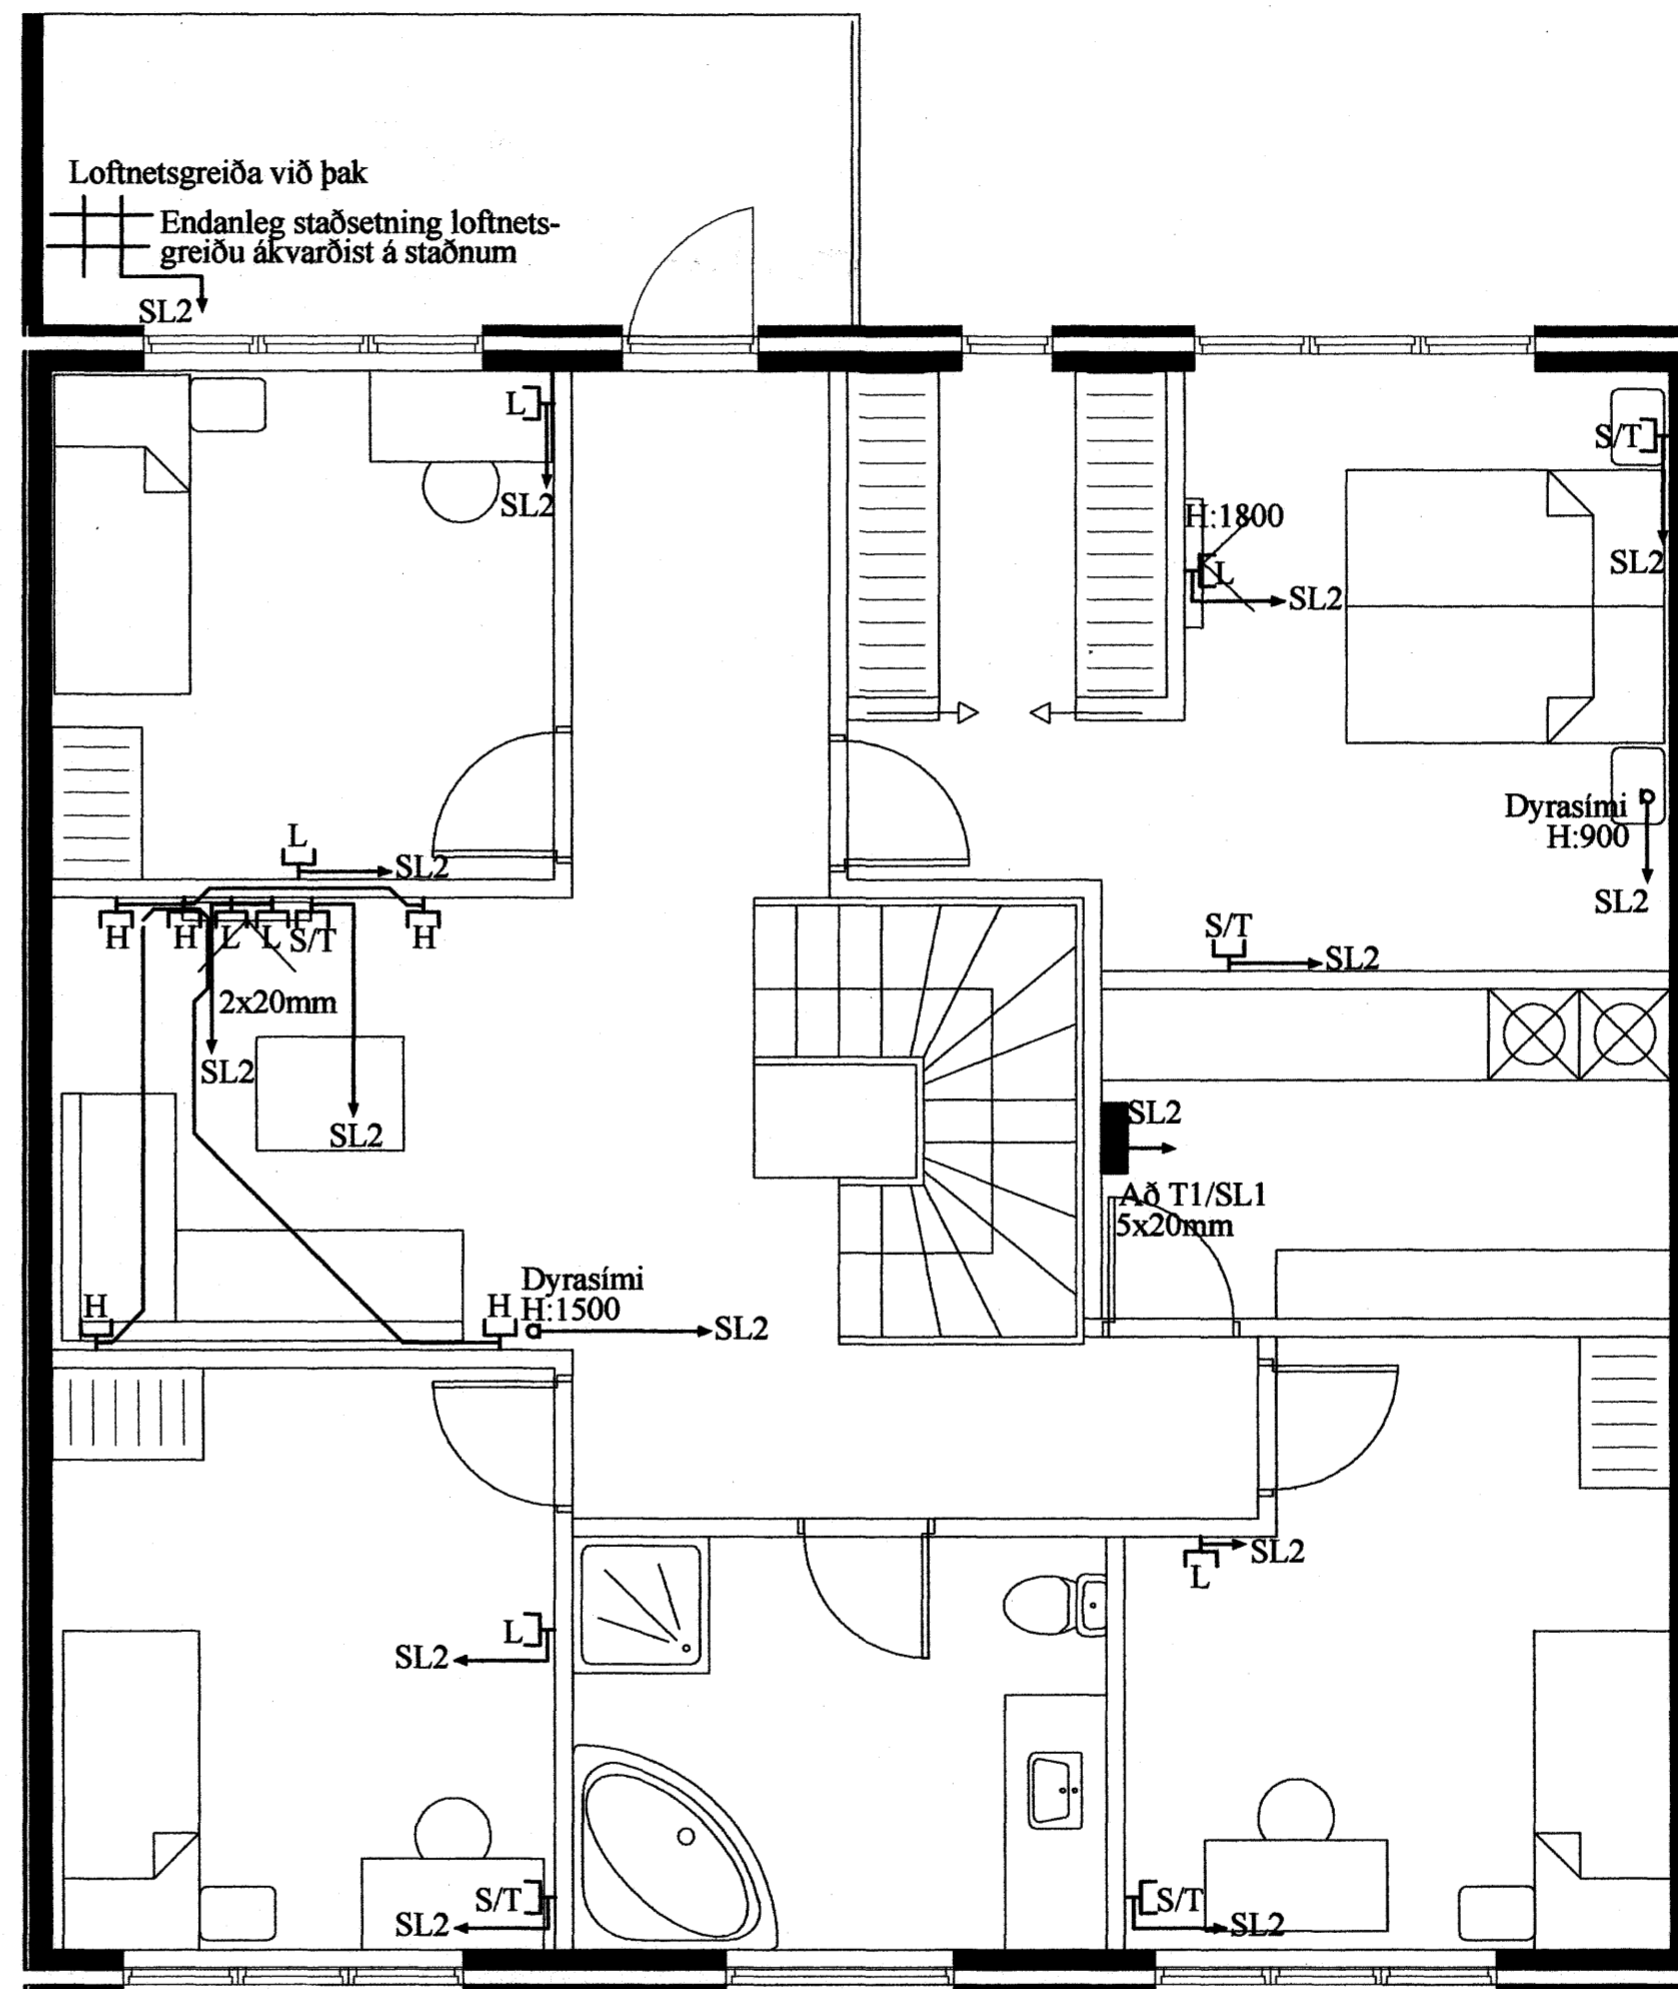 Loftnetsgreiða við þak
Endanleg staðsetning loftnets-
greiðu ákvarðist á staðnum
SL2
L
SL2
S/T
SL2
H:1800
L
SL2
Dyrasími
H:900
SL2
L
SL2
H
H
L
L
S/T
H
2x20mm
SL2
SL2
S/T
SL2
SL2
Að T1/SL1
5x20mm
H
H
Dyrasími
H:1500
SL2
L
SL2
L
SL2
S/T
SL2
S/T
SL2